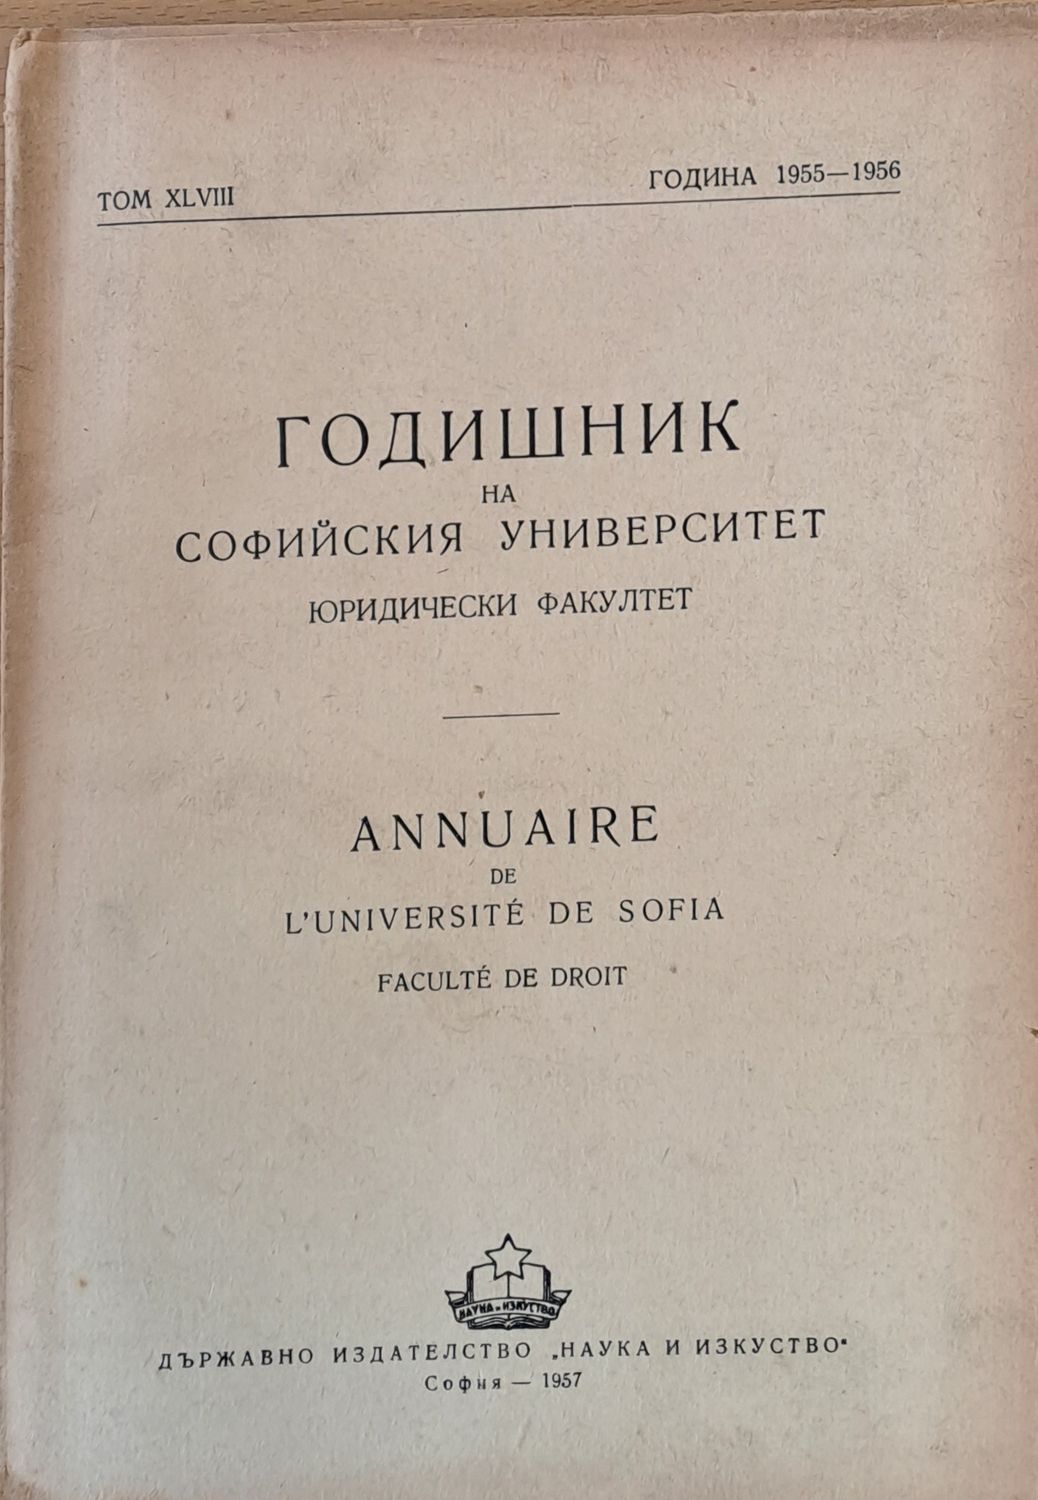 ТОМ XLVIII
ГОДИНА 1955—1956
ГОДИШНИК
НА
СОФИЙСКИЯ УНИВЕРСИТЕТ
ЮРИДИЧЕСКИ ФАКУЛТЕТ
ANNUAIRE
DE
L'UNIVERSITÉ DE SOFIA
FACULTÉ DE DROIT
НАУКА и ИЗКУСТВО
ДЪРЖАВНО ИЗДАТЕЛСТВО „НАУКА И ИЗКУСТВО“
София — 1957